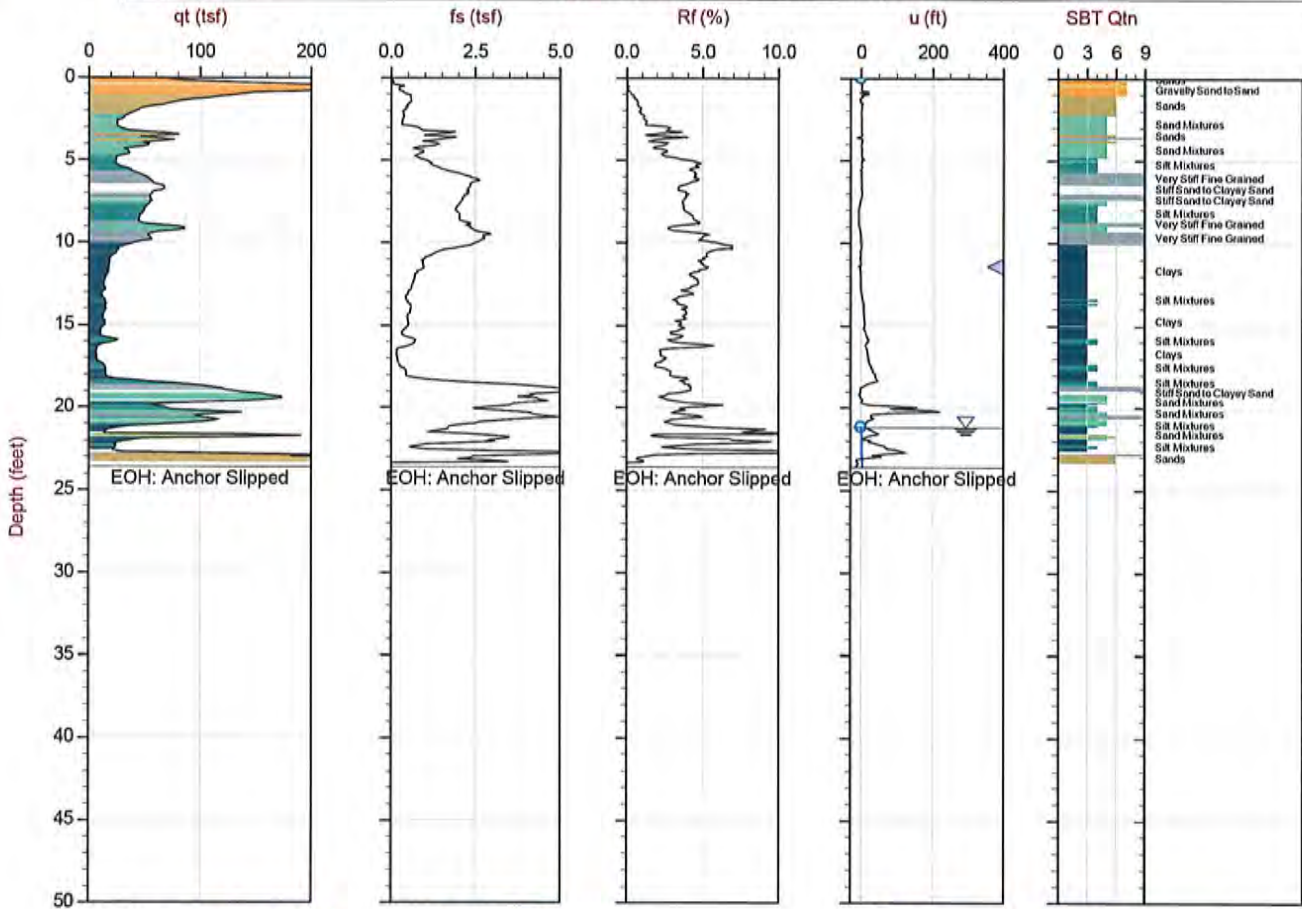 qt (tsf)
fs (tsf)
Rf (%)
u (ft)
SBT Qtn
0 100 200
0.0 2.5 5.0
0.0 5.0 10.0
0 200 400
0 3 6 9
Depth (feet)
0
5
10
15
20
25
30
35
40
45
50
Gravelly Sand to Sand
Sands
Sand Mixtures
Sands
Sand Mixtures
Silt Mixtures
Very Stiff Fine Grained
Stiff Sand to Clayey Sand
Stiff Sand to Clayey Sand
Silt Mixtures
Very Stiff Fine Grained
Very Stiff Fine Grained
Clays
Silt Mixtures
Clays
Silt Mixtures
Clays
Silt Mixtures
Silt Mixtures
Stiff Sand to Clayey Sand
Sand Mixtures
Sand Mixtures
Silt Mixtures
Sand Mixtures
Silt Mixtures
Sands
EOH: Anchor Slipped
EOH: Anchor Slipped
EOH: Anchor Slipped
EOH: Anchor Slipped